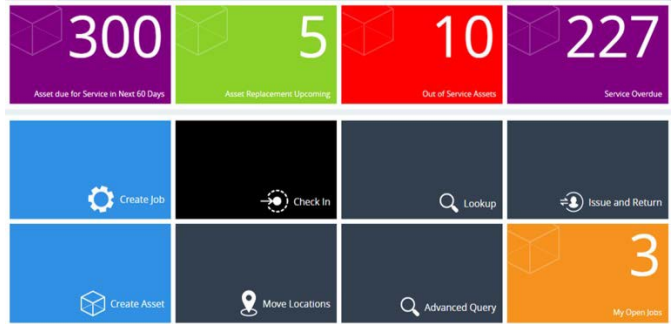 300
Asset due for Service in Next 60 Days
5
Asset Replacement Upcoming
10
Out of Service Assets
227
Service Overdue
Create Job
Check In
Lookup
Issue and Return
Create Asset
Move Locations
Advanced Query
3
My Open Jobs